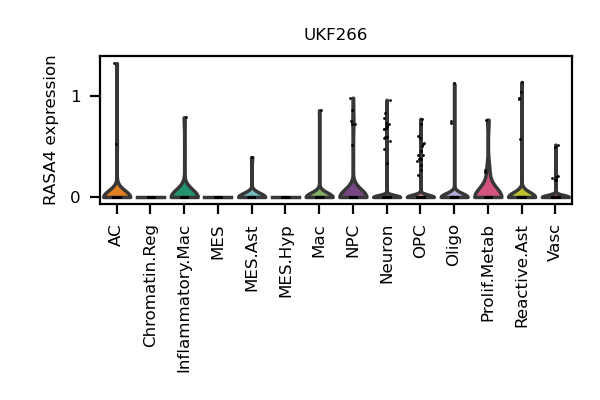 UKF266
RASA4 expression
1
0
AC
Chromatin.Reg
Inflammatory.Mac
MES
MES.Ast
MES.Hyp
Mac
NPC
Neuron
OPC
Oligo
Prolif.Metab
Reactive.Ast
Vasc